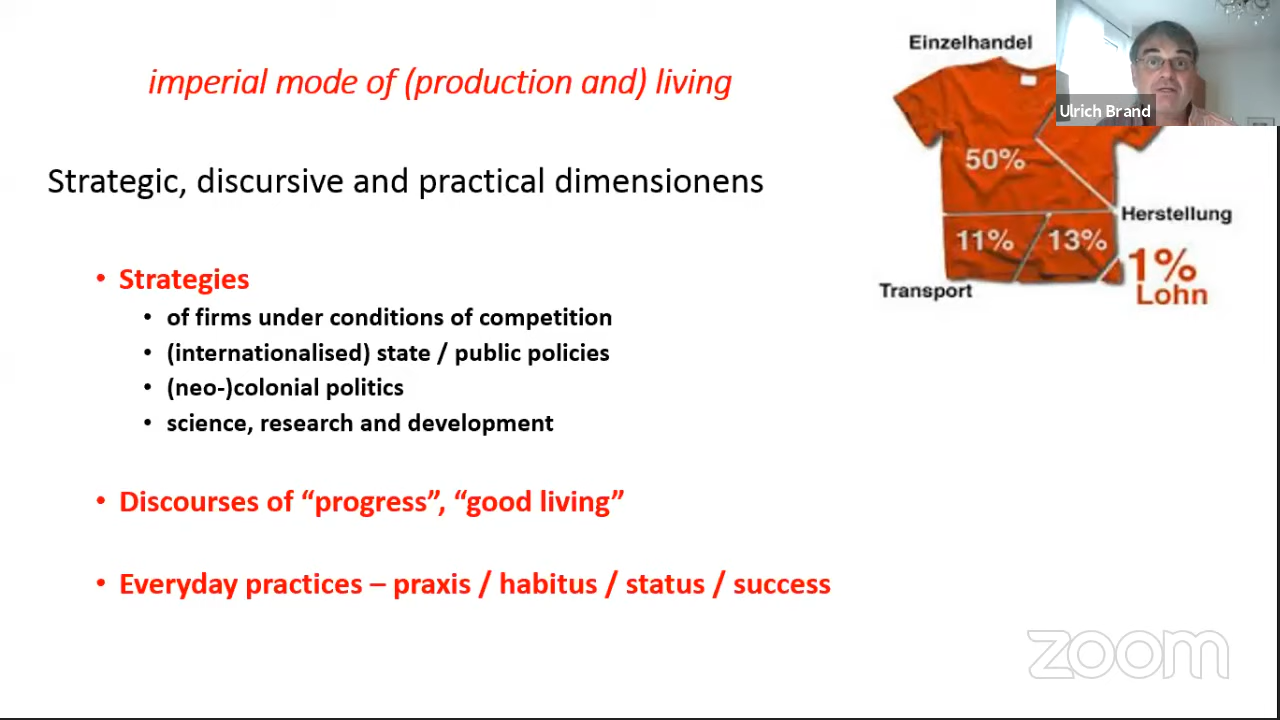 imperial mode of (production and) living
Strategic, discursive and practical dimensionens
• Strategies
• of firms under conditions of competition
• (internationalised) state / public policies
• (neo-)colonial politics
• science, research and development
• Discourses of “progress”, “good living”
• Everyday practices – praxis / habitus / status / success
Einzelhandel
Ulrich Brand
50%
Herstellung
11%
13%
1%
Lohn
Transport
zoom